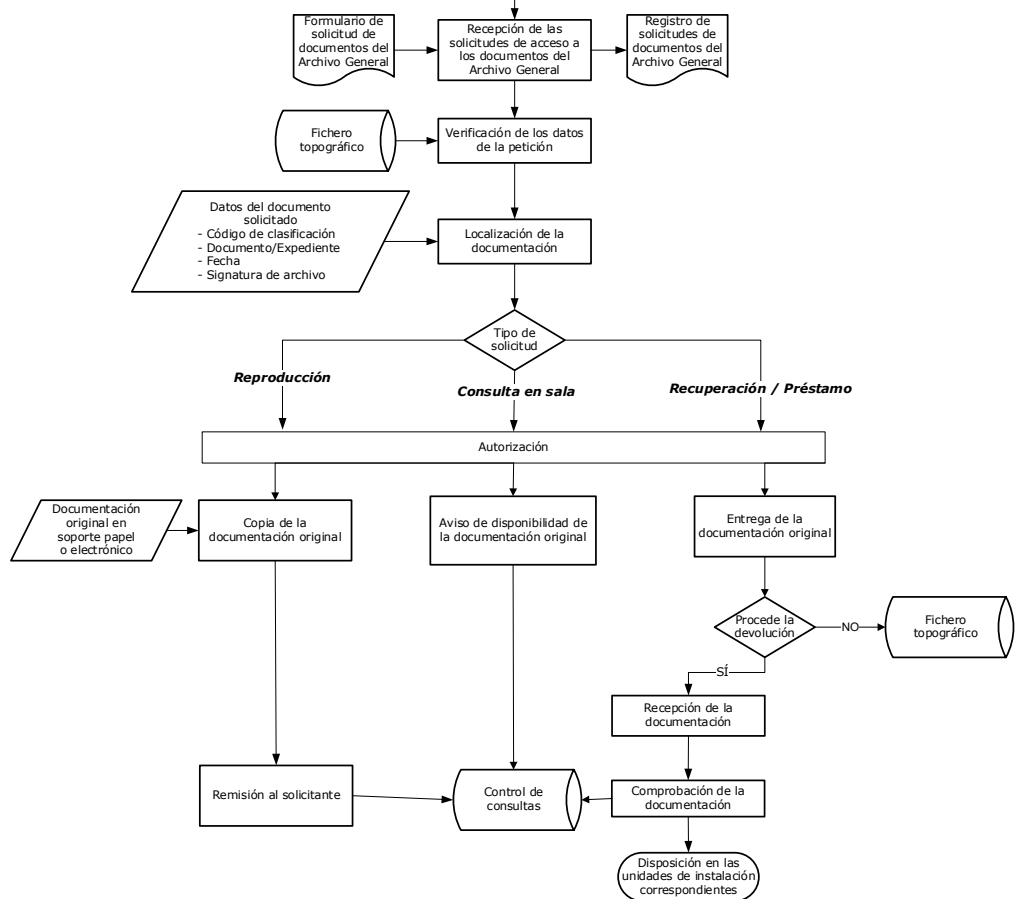 Formulario de
solicitud de
documentos del
Archivo General
Recepción de las
solicitudes de acceso a
los documentos del
Archivo General
Registro de
solicitudes de
documentos del
Archivo General
Fichero
topográfico
Verificación de los datos
de la petición
Datos del documento
solicitado
- Código de clasificación
- Documento/Expediente
- Fecha
- Signatura de archivo
Localización de la
documentación
Tipo de
solicitud
Reproducción
Consulta en sala
Recuperación / Préstamo
Autorización
Documentación
original en
soporte papel
o electrónico
Copia de la
documentación original
Aviso de disponibilidad de
la documentación original
Entrega de la
documentación original
Procede la
devolución
NO
Fichero
topográfico
SÍ
Recepción de la
documentación
Remisión al solicitante
Control de
consultas
Comprobación de la
documentación
Disposición en las
unidades de instalación
correspondientes